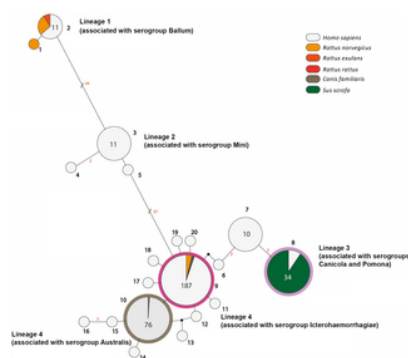 Lineage 1
(associated with serogroup Ballum)
2
11
1
Homo sapiens
Rattus norvegicus
Rattus exulans
Rattus rattus
Canis familiaris
Sus scrofa
3
11
Lineage 2
(associated with serogroup Mini)
4
5
7
19
20
10
8
18
6
Lineage 3
(associated with serogroups
Canicola and Pomona)
34
17
187
9
10
11
Lineage 4
(associated with serogroup Icterohaemorrhagiae)
76
12
Lineage 4
(associated with serogroup Australis)
16
15
13
14